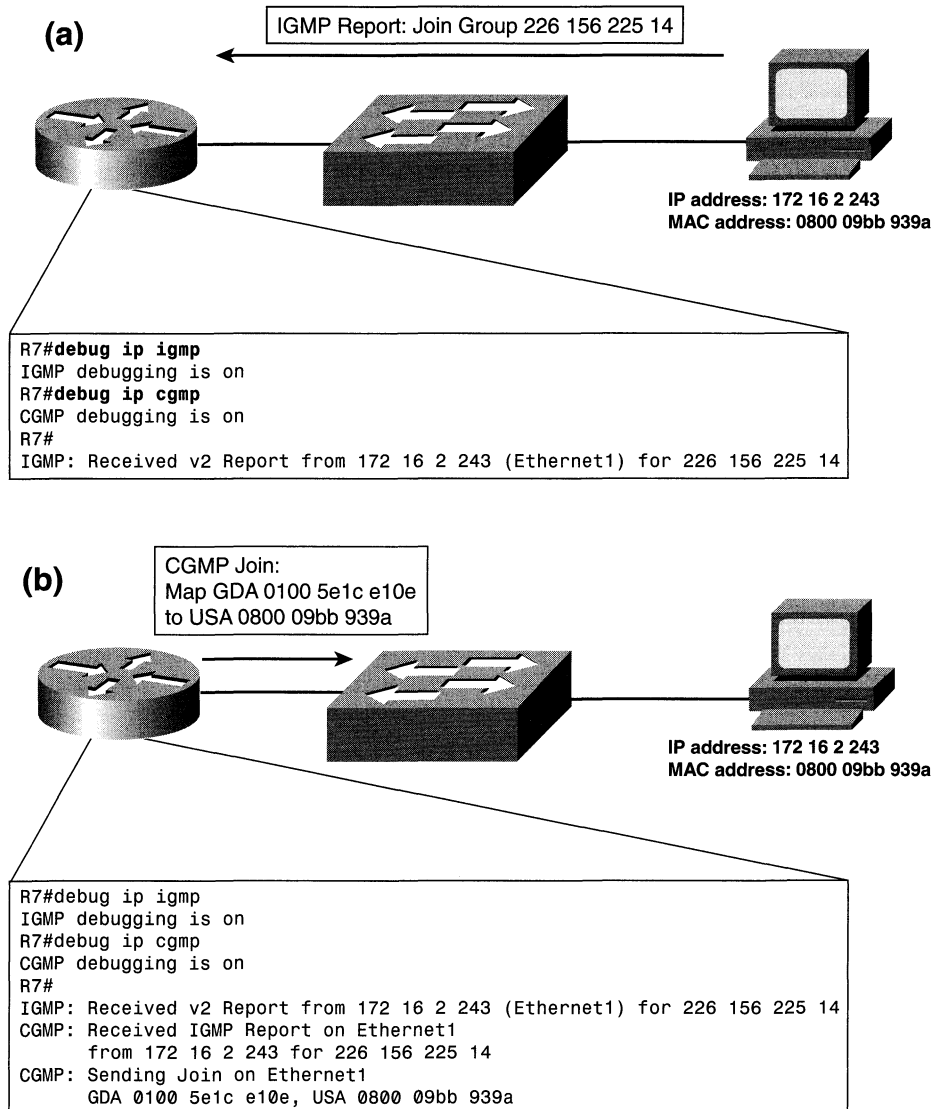 (a)
IGMP Report: Join Group 226 156 225 14
IP address: 172 16 2 243
MAC address: 0800 09bb 939a
R7#debug ip igmp
IGMP debugging is on
R7#debug ip cgmp
CGMP debugging is on
R7#
IGMP: Received v2 Report from 172 16 2 243 (Ethernet1) for 226 156 225 14
(b)
CGMP Join:
Map GDA 0100 5e1c e10e
to USA 0800 09bb 939a
IP address: 172 16 2 243
MAC address: 0800 09bb 939a
R7#debug ip igmp
IGMP debugging is on
R7#debug ip cgmp
CGMP debugging is on
R7#
IGMP: Received v2 Report from 172 16 2 243 (Ethernet1) for 226 156 225 14
CGMP: Received IGMP Report on Ethernet1
from 172 16 2 243 for 226 156 225 14
CGMP: Sending Join on Ethernet1
GDA 0100 5e1c e10e, USA 0800 09bb 939a